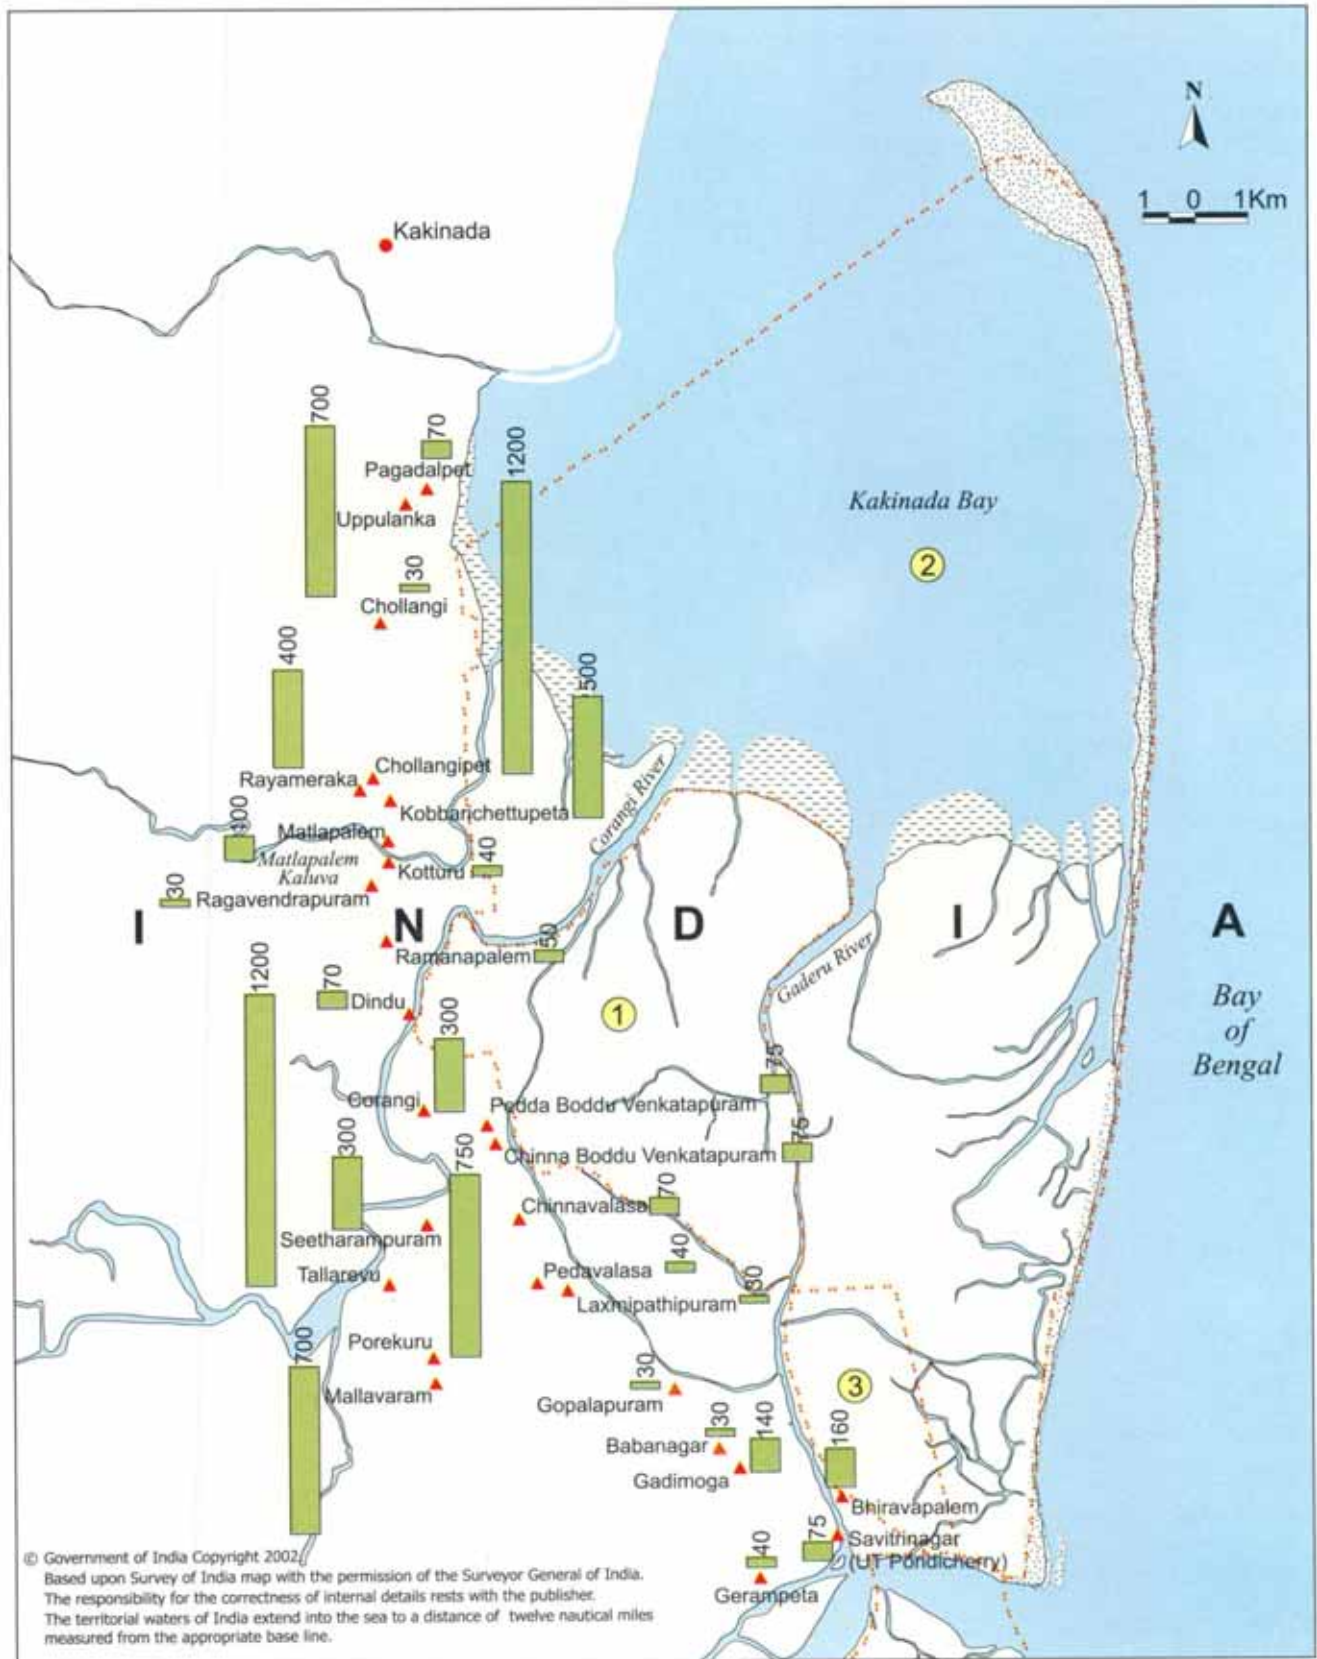 N
1 0 1Km
Kakinada
700
70
Pagadalpet
1200
Uppulanka
Kakinada Bay
2
30
Chollangi
400
500
Chollangipet
Rayameraka
Kobbarichettupeta
Corangi River
100
Matlapalem
Matlapalem
Kaluva
Kotturu
40
30
Ragavendrapuram
I N D I A
Ramanapalem
50
Gaderu River
1200
70
Dindu
1
Bay
of
Bengal
300
75
Corangi
Pedda Boddu Venkatapuram
300
750
Chinna Boddu Venkatapuram
75
Chinnavalasa
70
Seetharampuram
Tallarevu
Pedavalasa
40
Laxmipathipuram
30
Porekuru
700
Mallavaram
30
Gopalapuram
3
Babanagar
30
140
160
Gadimoga
Bhiravapalem
75
Savitrinagar
(UT Pondicherry)
40
Gerampeta
© Government of India Copyright 2002
Based upon Survey of India map with the permission of the Surveyor General of India.
The responsibility for the correctness of internal details rests with the publisher.
The territorial waters of India extend into the sea to a distance of twelve nautical miles
measured from the appropriate base line.